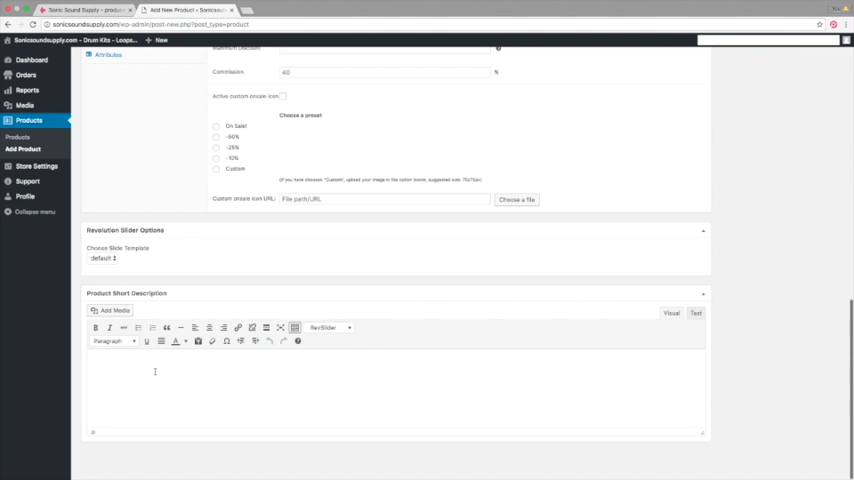 Sonic Sound Supply - produc
Add New Product ‹ Sonicsoun
sonicsoundsupply.com/wp-admin/post-new.php?post_type=product
Sonicsoundsupply.com - Drum Kits - Loops...
New
Dashboard
Orders
Reports
Media
Products
Products
Add Product
Store Settings
Support
Profile
Collapse menu
Attributes
Maximum Discount
Commission
40
%
Active custom onsale icon
Choose a preset
On Sale!
-50%
-25%
-10%
Custom
(If you have choosen "Custom", upload your image in the option below, suggested size: 75x75px)
Custom onsale icon URL:
File path/URL
Choose a file
Revolution Slider Options
Choose Slide Template
default
Product Short Description
Add Media
Visual
Text
B
I
ABC
RevSlider
Paragraph
U
A
Ω
p